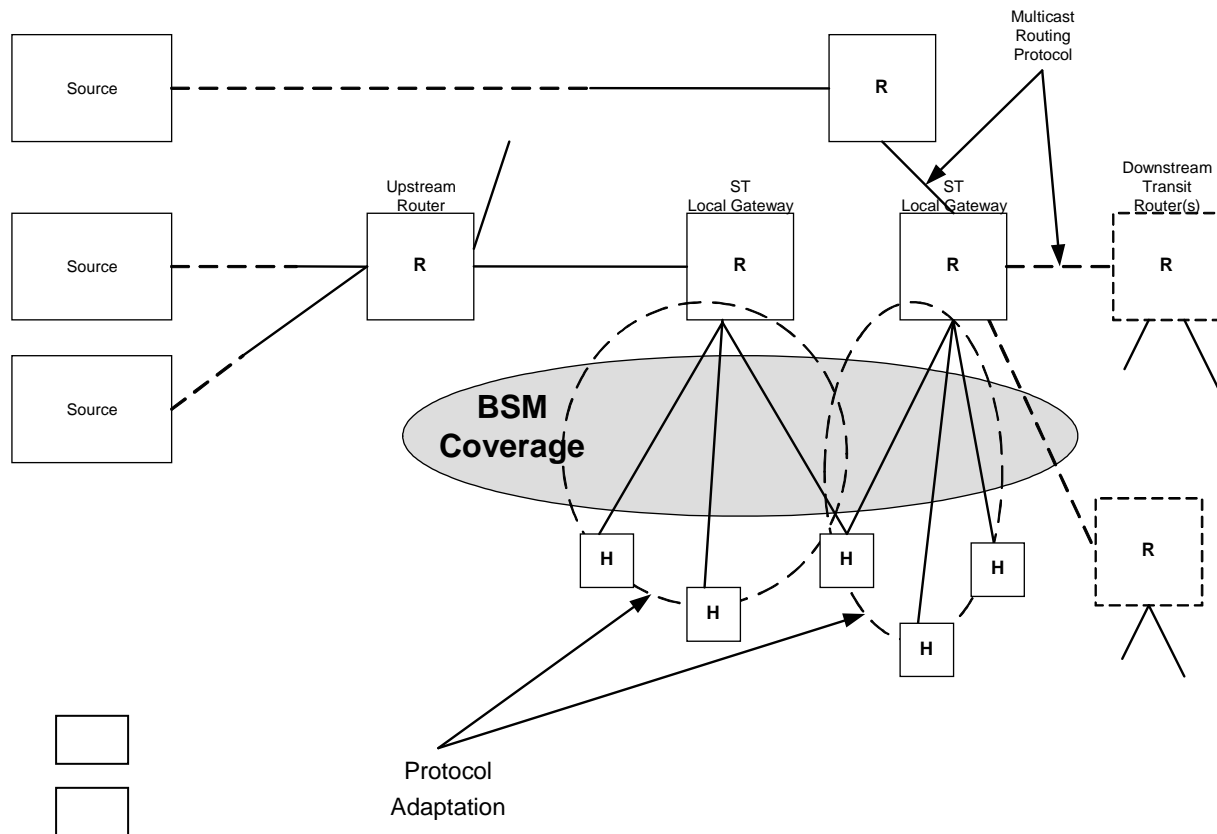 Multicast
Routing
Protocol
Source
R
Upstream
Router
ST
Local Gateway
ST
Local Gateway
Downstream
Transit
Router(s)
Source
R
R
R
R
Source
BSM
Coverage
H
H
H
H
H
R
Protocol
Adaptation